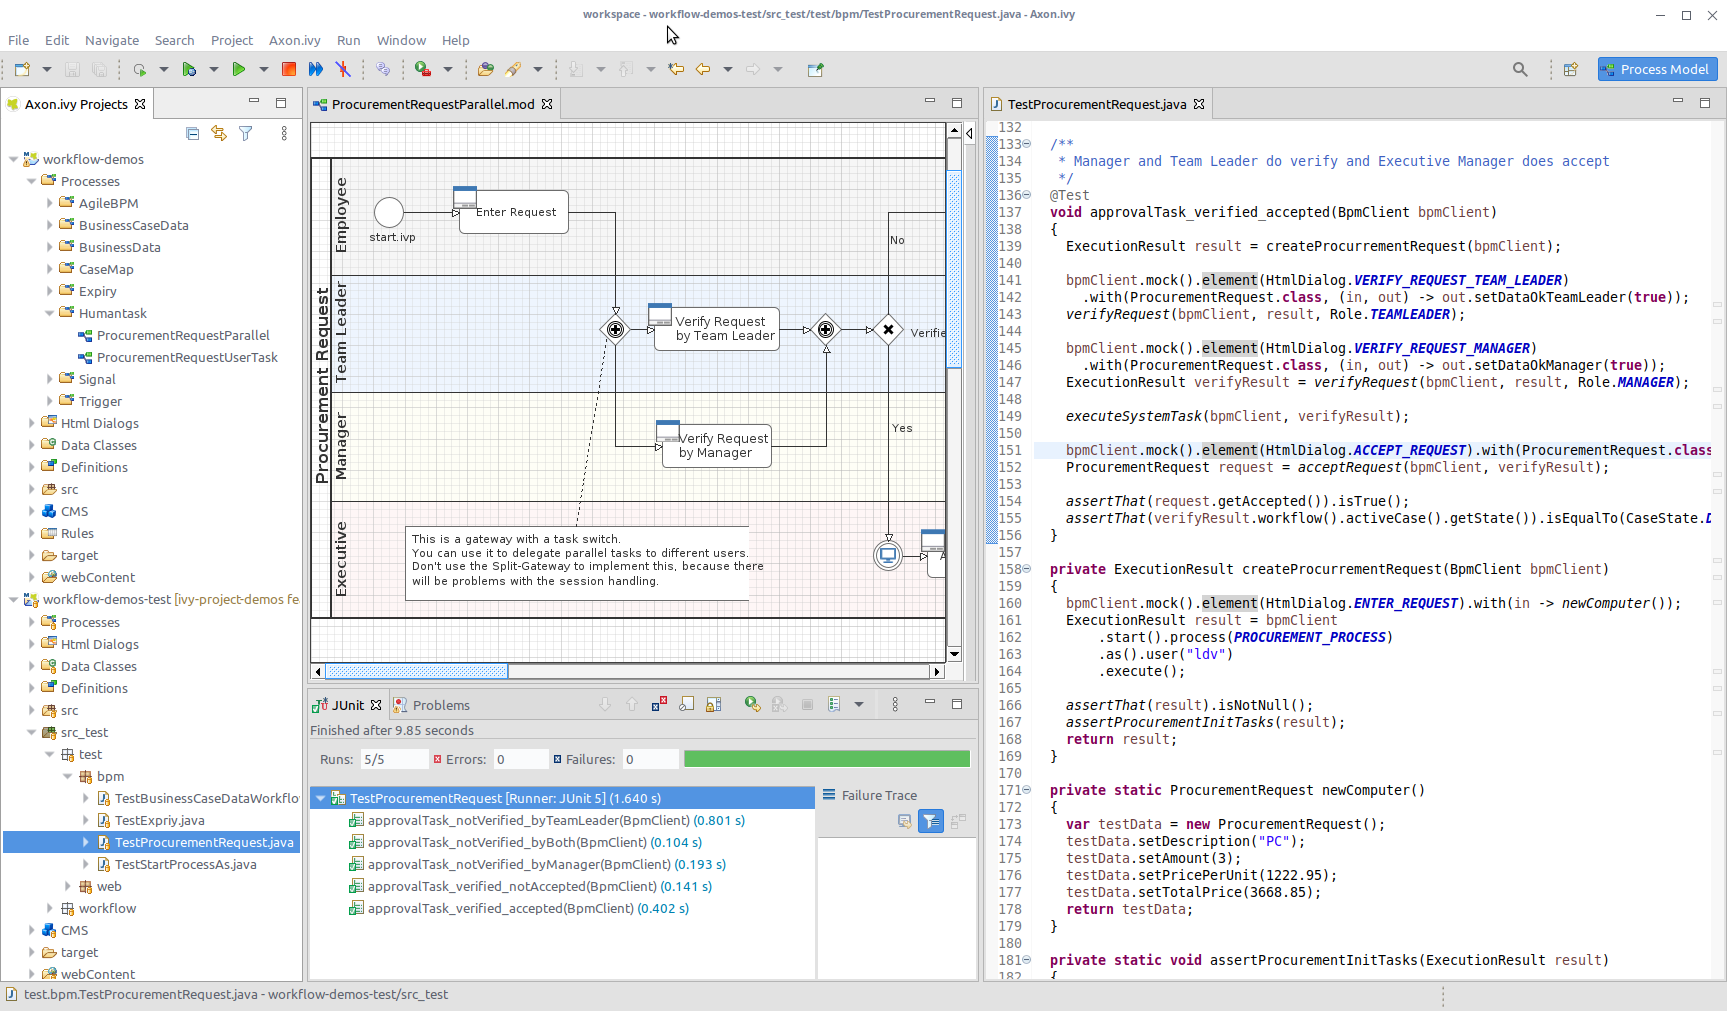 workspace - workflow-demos-test/src_test/test/bpm/TestProcurementRequest.java - Axon.ivy
File Edit Navigate Search Project Axon.ivy Run Window Help
Process Model
Axon.ivy Projects
workflow-demos
Processes
AgileBPM
BusinessCaseData
BusinessData
CaseMap
Expiry
Humantask
ProcurementRequestParallel
ProcurementRequestUserTask
Signal
Trigger
Html Dialogs
Data Classes
Definitions
src
CMS
Rules
target
webContent
workflow-demos-test [ivy-project-demos fe
Processes
Html Dialogs
Data Classes
Definitions
src
src_test
test
bpm
TestBusinessCaseDataWorkflo
TestExpriy.java
TestProcurementRequest.java
TestStartProcessAs.java
web
workflow
CMS
target
webContent
ProcurementRequestParallel.mod
Procurement Request
Employee
start.ivp
Enter Request
No
Team Leader
Verify Request
by Team Leader
Verifie
Manager
Verify Request
by Manager
Yes
Executive
This is a gateway with a task switch.
You can use it to delegate parallel tasks to different users.
Don't use the Split-Gateway to implement this, because there
will be problems with the session handling.
A
JUnit
Problems
Finished after 9.85 seconds
Runs: 5/5 Errors: 0 Failures: 0
TestProcurementRequest [Runner: JUnit 5] (1.640 s)
approvalTask_notVerified_byTeamLeader(BpmClient) (0.801 s)
approvalTask_notVerified_byBoth(BpmClient) (0.104 s)
approvalTask_notVerified_byManager(BpmClient) (0.193 s)
approvalTask_verified_notAccepted(BpmClient) (0.141 s)
approvalTask_verified_accepted(BpmClient) (0.402 s)
Failure Trace
TestProcurementRequest.java
132
133 /**
134 * Manager and Team Leader do verify and Executive Manager does accept
135 */
136 @Test
137 void approvalTask_verified_accepted(BpmClient bpmClient)
138 {
139 ExecutionResult result = createProcurrementRequest(bpmClient);
140
141 bpmClient.mock().element(HtmlDialog.VERIFY_REQUEST_TEAM_LEADER)
142 .with(ProcurementRequest.class, (in, out) -> out.setDataOkTeamLeader(true));
143 verifyRequest(bpmClient, result, Role.TEAMLEADER);
144
145 bpmClient.mock().element(HtmlDialog.VERIFY_REQUEST_MANAGER)
146 .with(ProcurementRequest.class, (in, out) -> out.setDataOkManager(true));
147 ExecutionResult verifyResult = verifyRequest(bpmClient, result, Role.MANAGER);
148
149 executeSystemTask(bpmClient, verifyResult);
150
151 bpmClient.mock().element(HtmlDialog.ACCEPT_REQUEST).with(ProcurementRequest.class
152 ProcurementRequest request = acceptRequest(bpmClient, verifyResult);
153
154 assertThat(request.getAccepted()).isTrue();
155 assertThat(verifyResult.workflow().activeCase().getState()).isEqualTo(CaseState.D
156 }
157
158 private ExecutionResult createProcurrementRequest(BpmClient bpmClient)
159 {
160 bpmClient.mock().element(HtmlDialog.ENTER_REQUEST).with(in -> newComputer());
161 ExecutionResult result = bpmClient
162 .start().process(PROCUREMENT_PROCESS)
163 .as().user("ldv")
164 .execute();
165
166 assertThat(result).isNotNull();
167 assertProcurementInitTasks(result);
168 return result;
169 }
170
171 private static ProcurementRequest newComputer()
172 {
173 var testData = new ProcurementRequest();
174 testData.setDescription("PC");
175 testData.setAmount(3);
176 testData.setPricePerUnit(1222.95);
177 testData.setTotalPrice(3668.85);
178 return testData;
179 }
180
181 private static void assertProcurementInitTasks(ExecutionResult result)
182 {
test.bpm.TestProcurementRequest.java - workflow-demos-test/src_test